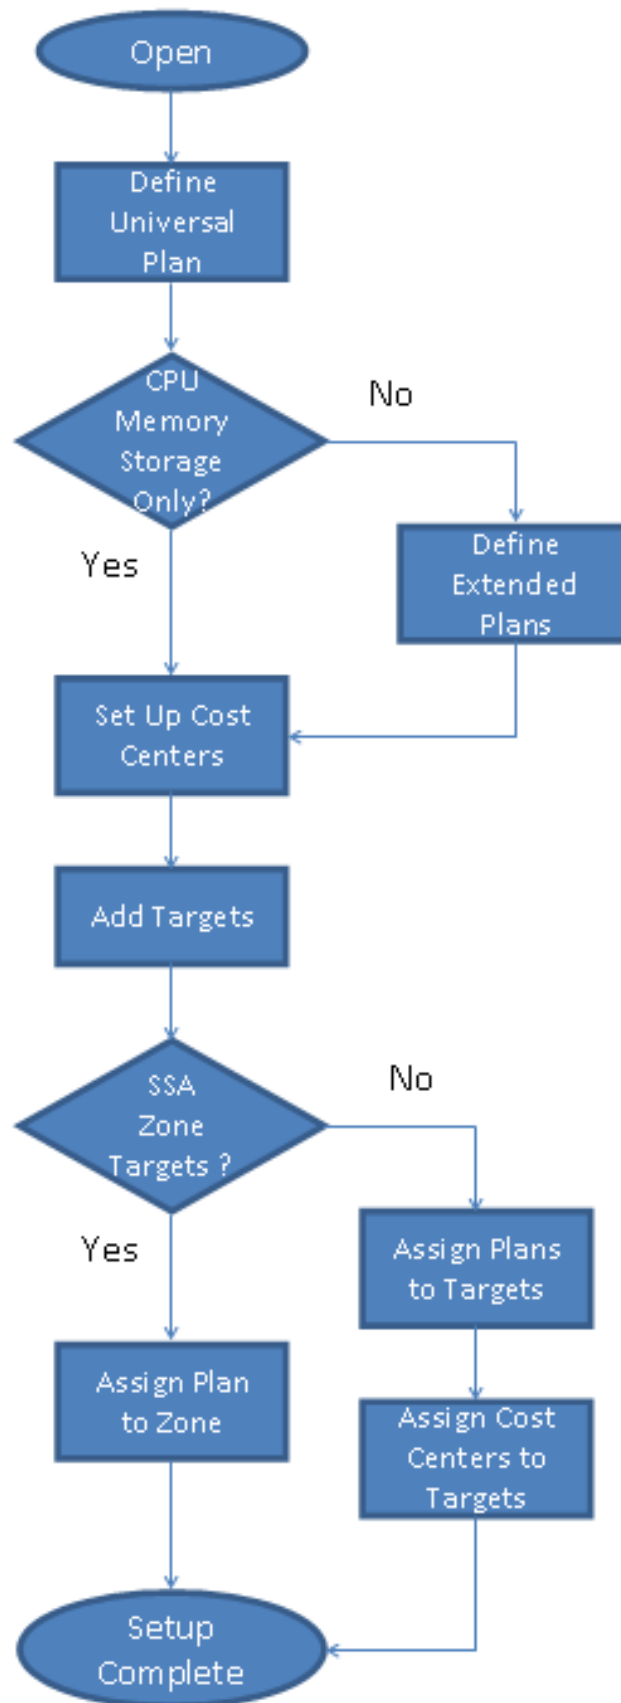 Open
Define
Universal
Plan
CPU
Memory
Storage
Only?
No
Yes
Define
Extended
Plans
Set Up Cost
Centers
Add Targets
SSA
Zone
Targets ?
No
Yes
Assign Plans
to Targets
Assign Plan
to Zone
Assign Cost
Centers to
Targets
Setup
Complete